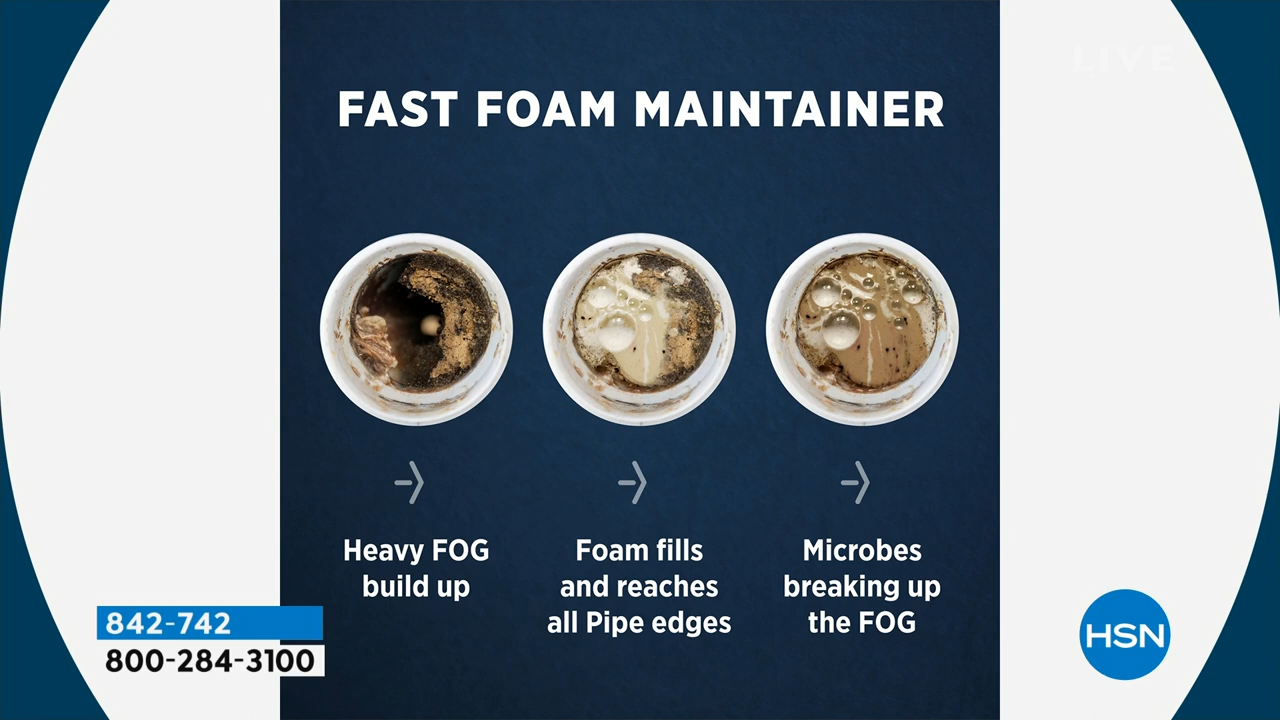 LIVE
FAST FOAM MAINTAINER
Heavy FOG
build up
Foam fills
and reaches
all Pipe edges
Microbes
breaking up
the FOG
842-742
800-284-3100
HSN